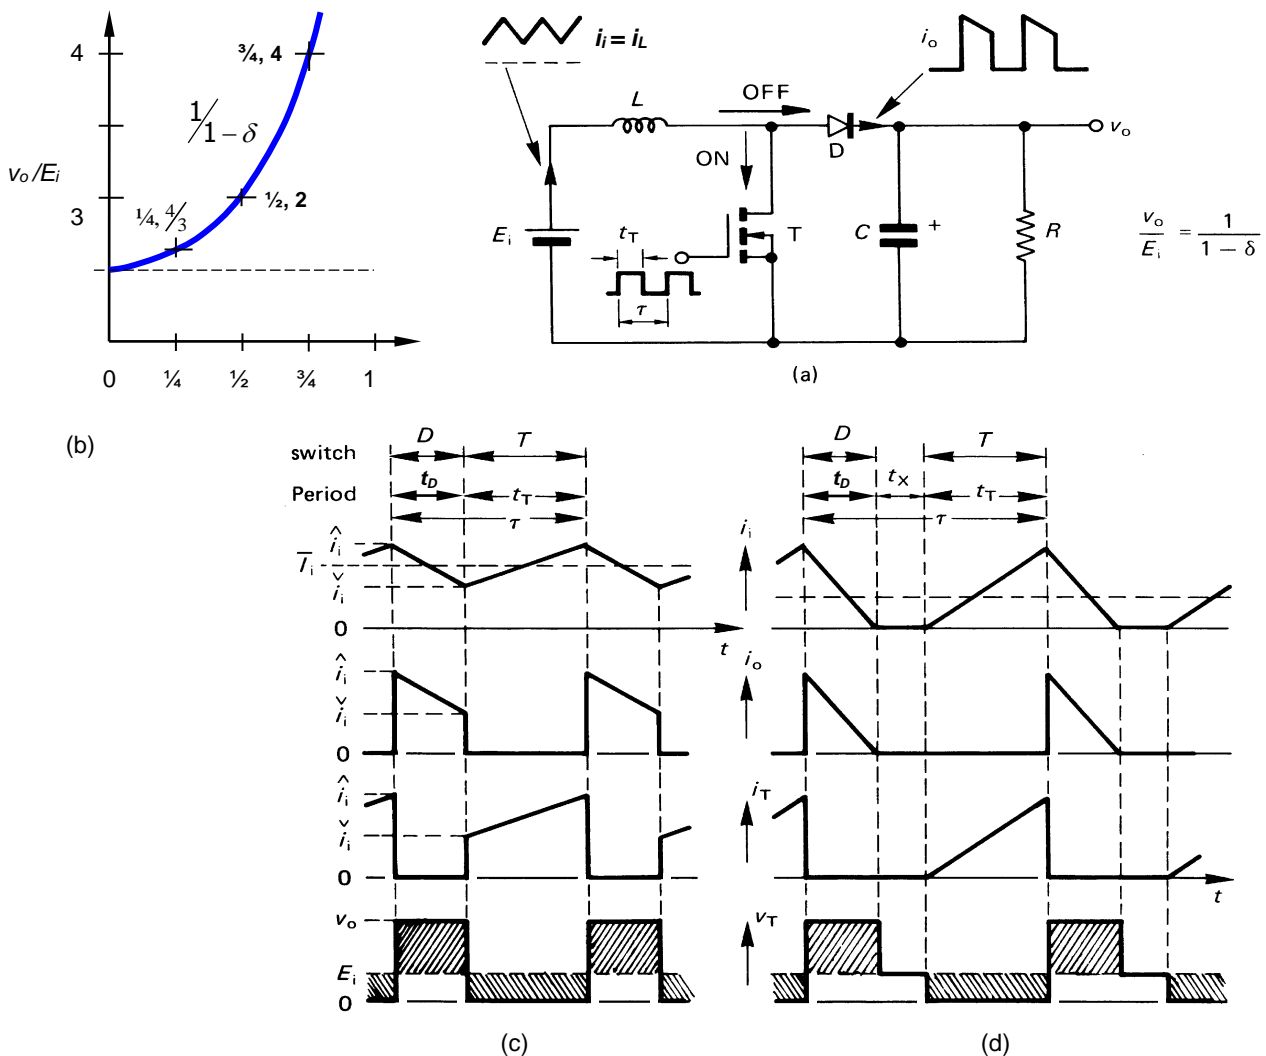 4
¾, 4
1/1 − δ
vo/Ei
3
¼, 4/3
½, 2
0 ¼ ½ ¾ 1
(b)
ii = iL
io
L
OFF
D
vo
ON
Ei
tT
T
τ
C
+
R
vo/Ei = 1/1 − δ
(a)
switch
D T
Period
tD tT
τ
îi
I̅i
ǐi
0
t
îi
ǐi
0
îi
ǐi
0
vo
Ei
0
(c)
D T
tD tx tT
τ
ii
io
iT
t
vT
(d)